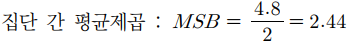 집단 간 평균제곱 : MSB = 4.8/2 = 2.44